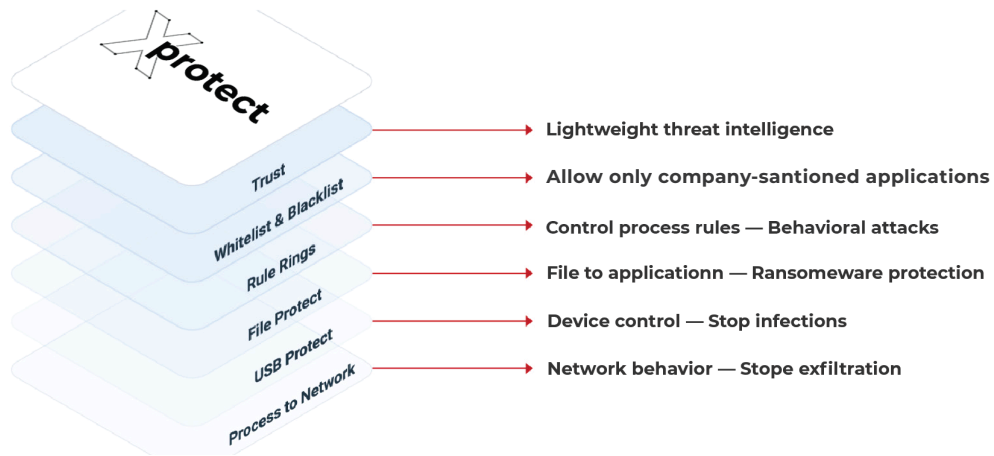 Xprotect
Trust
Lightweight threat intelligence
Whitelist & Blacklist
Allow only company-santioned applications
Rule Rings
Control process rules — Behavioral attacks
File Protect
File to applicationn — Ransomeware protection
USB Protect
Device control — Stop infections
Process to Network
Network behavior — Stope exfiltration